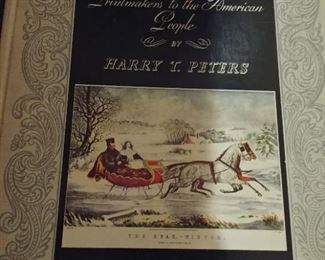 Printmakers to the American
People
BY
HARRY T. PETERS
THE ROAD,—WINTER.